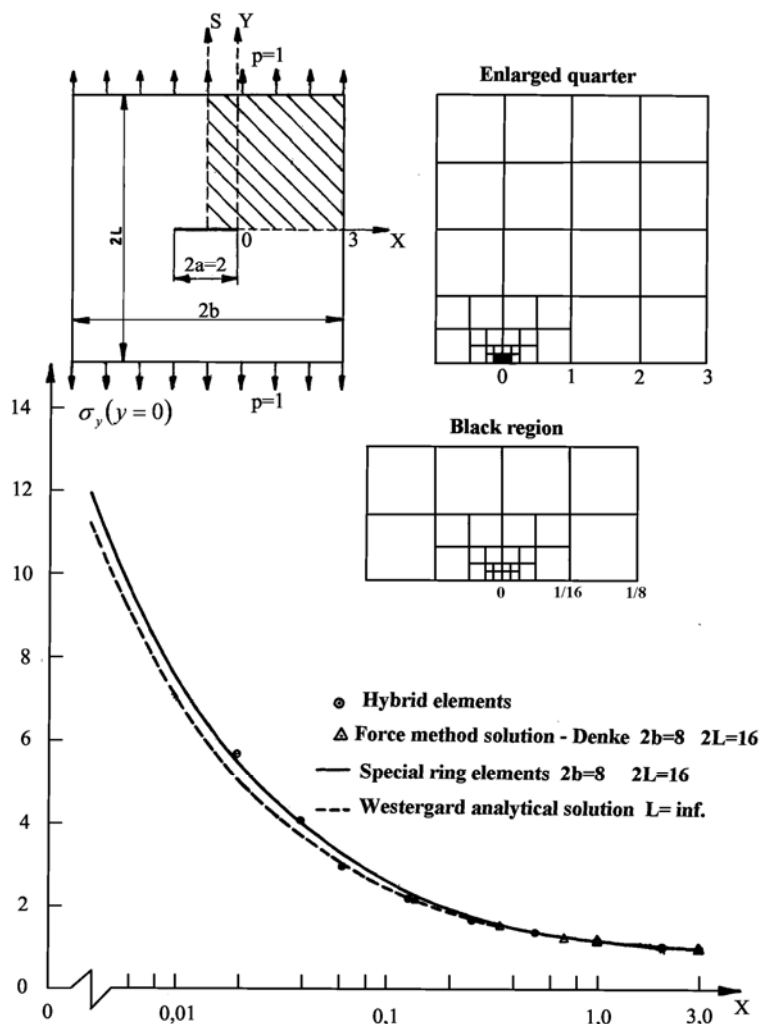 S Y
p=1
2L
0
3
X
2a=2
2b
p=1
Enlarged quarter
0 1 2 3
Black region
0 1/16 1/8
σ_y(y = 0)
14
12
10
8
6
4
2
0
Hybrid elements
Force method solution - Denke 2b=8 2L=16
Special ring elements 2b=8 2L=16
Westergard analytical solution L= inf.
0 0,01 0,1 1,0 3,0 X